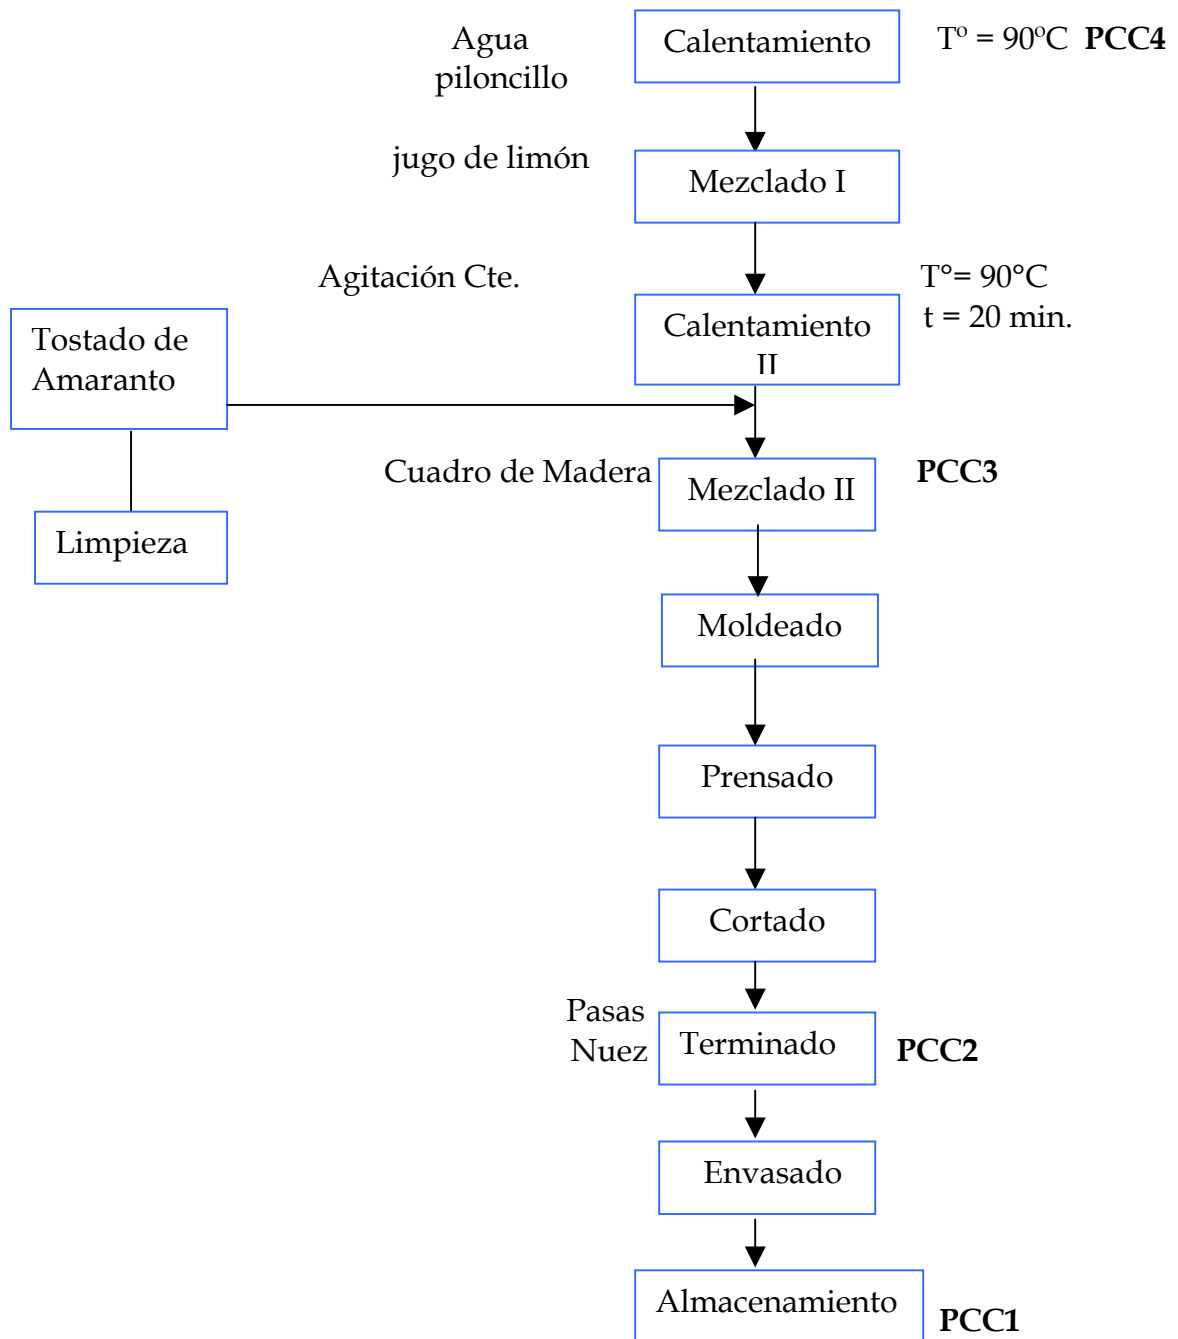 Agua
piloncillo
Calentamiento
Tº = 90ºC PCC4
jugo de limón
Mezclado I
Agitación Cte.
T°= 90°C
t = 20 min.
Calentamiento
II
Tostado de
Amaranto
Cuadro de Madera
Mezclado II
PCC3
Limpieza
Moldeado
Prensado
Cortado
Pasas
Nuez
Terminado
PCC2
Envasado
Almacenamiento
PCC1